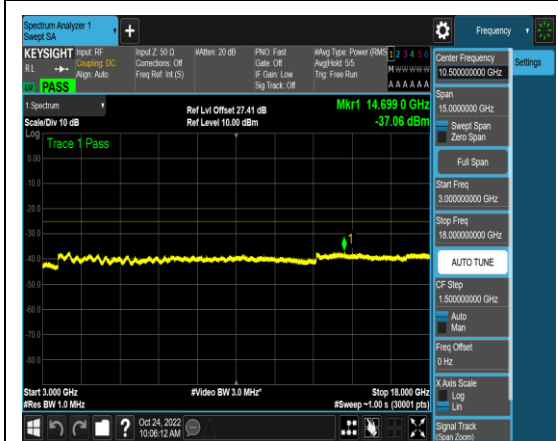 Spectrum Analyzer 1
Swept SA
+
Frequency
KEYSIGHT
RL
Input: RF
Coupling: DC
Align: Auto
Input Z: 50 Ω
Corrections: Off
Freq Ref: Int (S)
#Atten: 20 dB
PNO: Fast
Gate: Off
IF Gain: Low
Sig Track: Off
#Avg Type: Power (RMS
Avg|Hold: 5/5
Trig: Free Run
1 2 3 4 5 6
M W W W W W
A A A A A A
PASS
1 Spectrum
Scale/Div 10 dB
Ref Lvl Offset 27.41 dB
Ref Level 10.00 dBm
Mkr1 14.699 0 GHz
-37.06 dBm
Log
Trace 1 Pass
0.00
-10.0
-20.0
-30.0
-40.0
-50.0
-60.0
-70.0
-80.0
1
Start 3.000 GHz
#Res BW 1.0 MHz
#Video BW 3.0 MHz*
Stop 18.000 GHz
#Sweep ~1.00 s (30001 pts)
Oct 24, 2022
10:06:12 AM
?
Center Frequency
10.500000000 GHz
Settings
Span
15.0000000 GHz
Swept Span
Zero Span
Full Span
Start Freq
3.000000000 GHz
Stop Freq
18.000000000 GHz
AUTO TUNE
CF Step
1.500000000 GHz
Auto
Man
Freq Offset
0 Hz
X Axis Scale
Log
Lin
Signal Track
(Span Zoom)